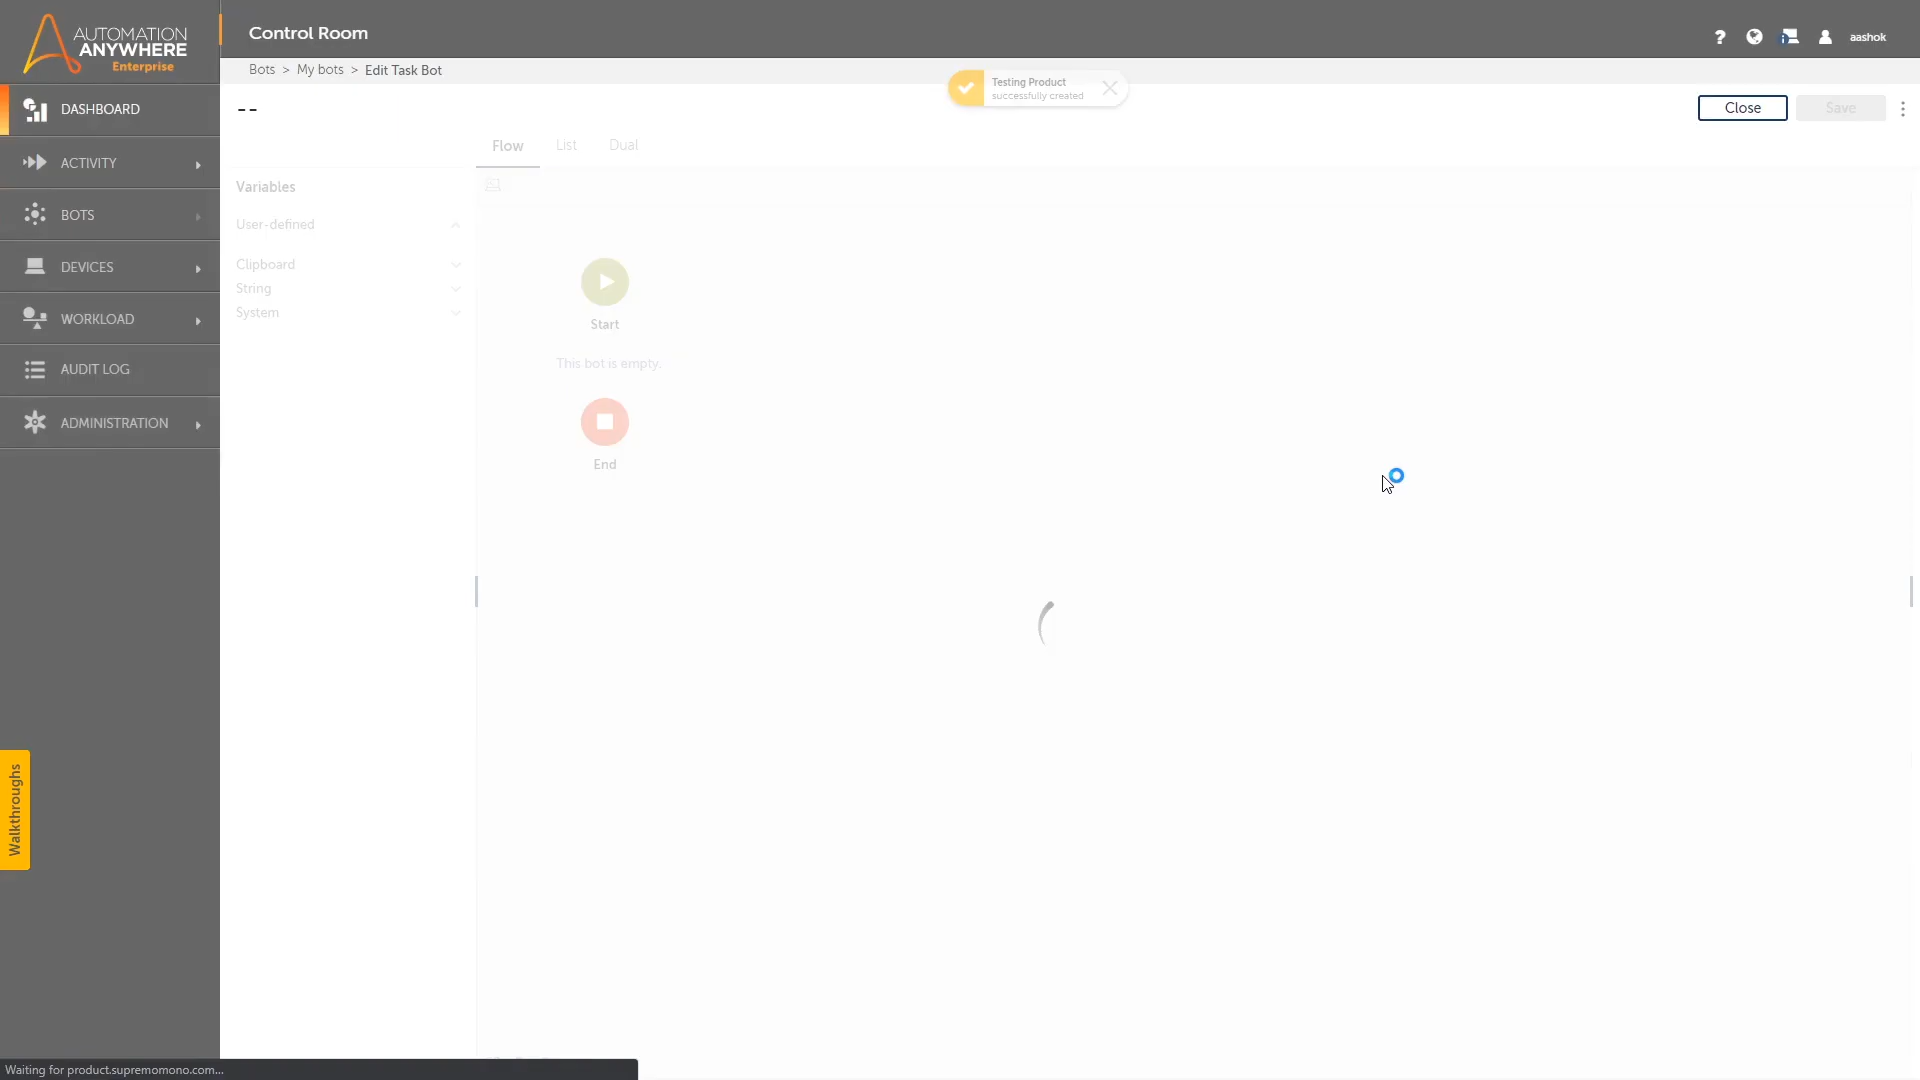 AUTOMATION
ANYWHERE
Enterprise
Control Room
aashok
Bots > My bots > Edit Task Bot
Testing Product
successfully created
--
Close
Save
DASHBOARD
ACTIVITY
BOTS
DEVICES
WORKLOAD
AUDIT LOG
ADMINISTRATION
Flow
List
Dual
Variables
User-defined
Clipboard
String
System
Start
This bot is empty.
End
Walkthroughs
Waiting for product.supremomono.com...